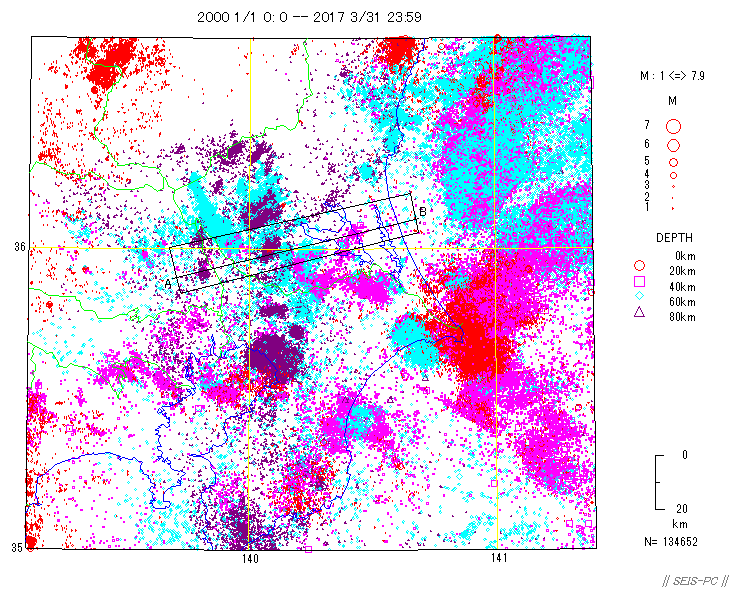 2000 1/1 0: 0 -- 2017 3/31 23:59
M : 1 <=> 7.9
M
7
6
5
4
3
2
1
DEPTH
0km
20km
40km
60km
80km
B
36
A
0
20
km
N= 134652
35
140
141
// SEIS-PC //